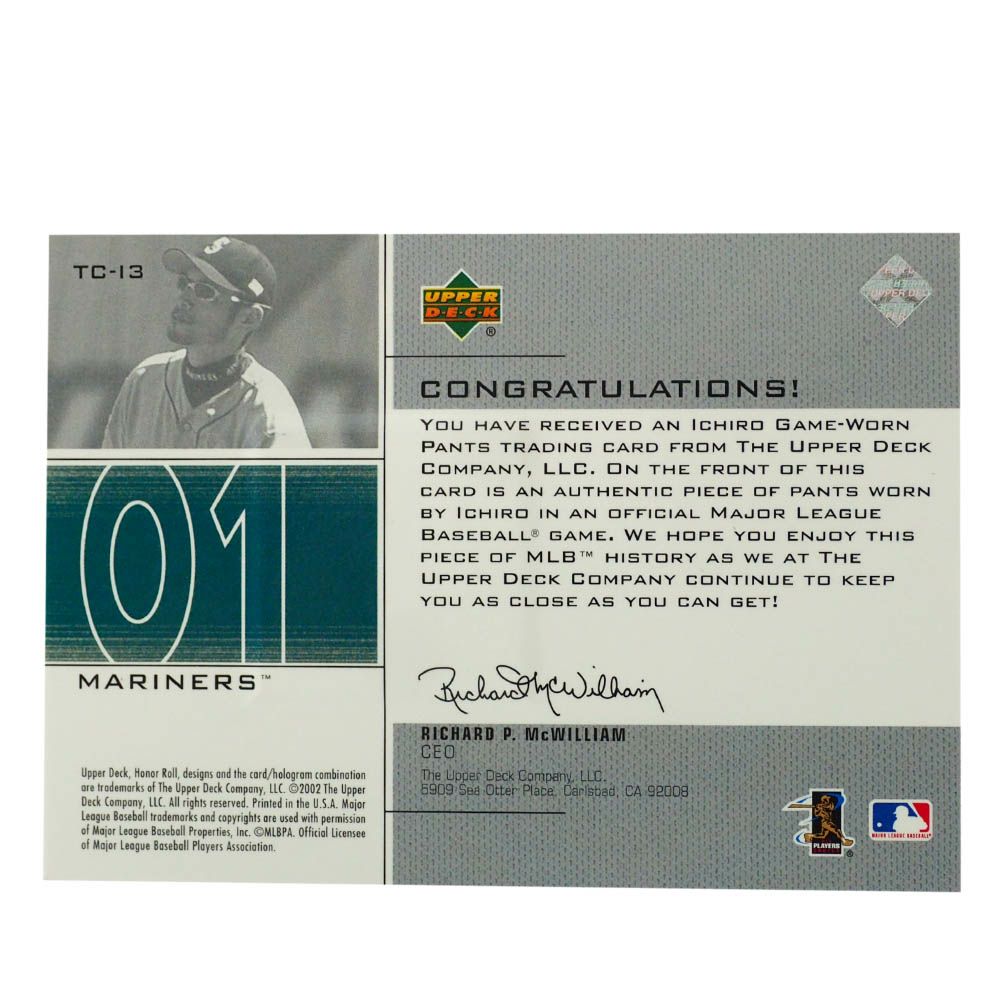 TC-13
S
01
MARINERS™
Upper Deck, Honor Roll, designs and the card/hologram combination
are trademarks of The Upper Deck Company, LLC. ©2002 The Upper
Deck Company, LLC. All rights reserved. Printed in the U.S.A. Major
League Baseball trademarks and copyrights are used with permission
of Major League Baseball Properties, Inc. ©MLBPA. Official Licensee
of Major League Baseball Players Association.
UPPER
D·E·C·K
®
UPPER DEC
CONGRATULATIONS!
YOU HAVE RECEIVED AN ICHIRO GAME-WORN
PANTS TRADING CARD FROM THE UPPER DECK
COMPANY, LLC. ON THE FRONT OF THIS
CARD IS AN AUTHENTIC PIECE OF PANTS WORN
BY ICHIRO IN AN OFFICIAL MAJOR LEAGUE
BASEBALL® GAME. WE HOPE YOU ENJOY THIS
PIECE OF MLB™ HISTORY AS WE AT THE
UPPER DECK COMPANY CONTINUE TO KEEP
YOU AS CLOSE AS YOU CAN GET!
Richard McWilliam
RICHARD P. McWILLIAM
CEO
The Upper Deck Company, LLC.
5909 Sea Otter Place, Carlsbad, CA 92008
PLAYERS
CHOICE
®
MAJOR LEAGUE BASEBALL®